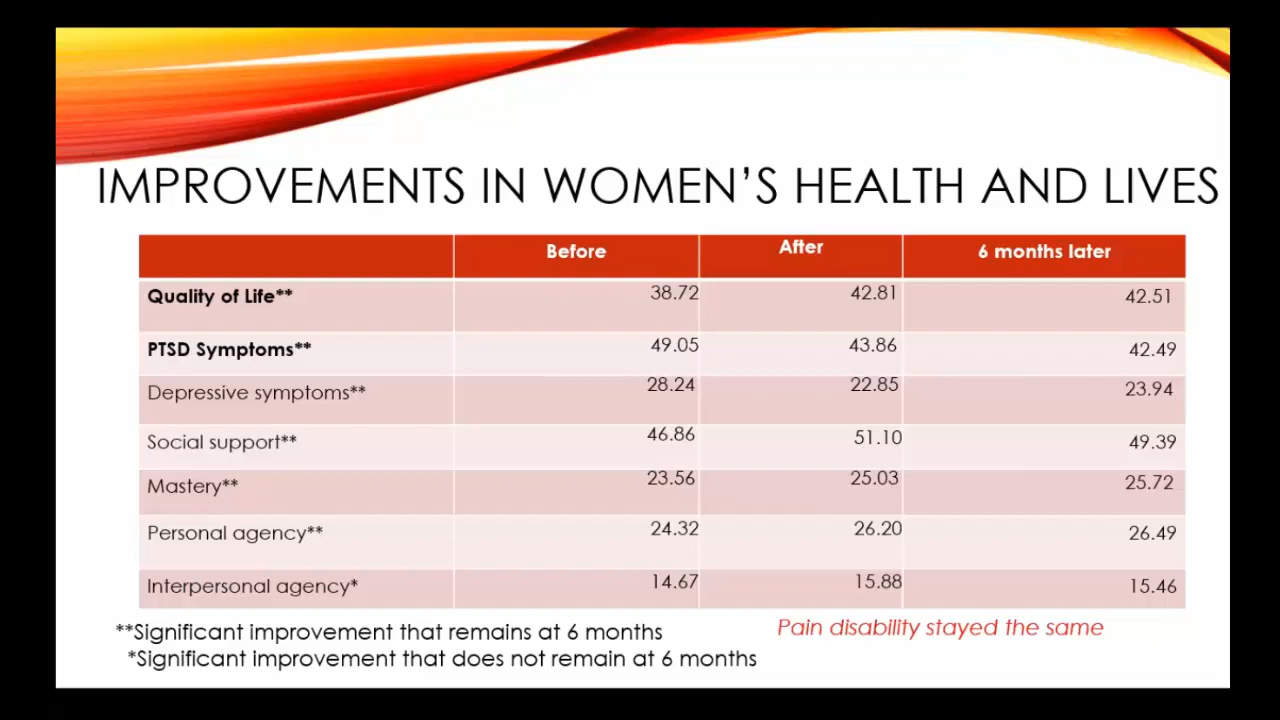 IMPROVEMENTS IN WOMEN’S HEALTH AND LIVES
Before After 6 months later
Quality of Life** 38.72 42.81 42.51
PTSD Symptoms** 49.05 43.86 42.49
Depressive symptoms** 28.24 22.85 23.94
Social support** 46.86 51.10 49.39
Mastery** 23.56 25.03 25.72
Personal agency** 24.32 26.20 26.49
Interpersonal agency* 14.67 15.88 15.46
**Significant improvement that remains at 6 months
Pain disability stayed the same
*Significant improvement that does not remain at 6 months